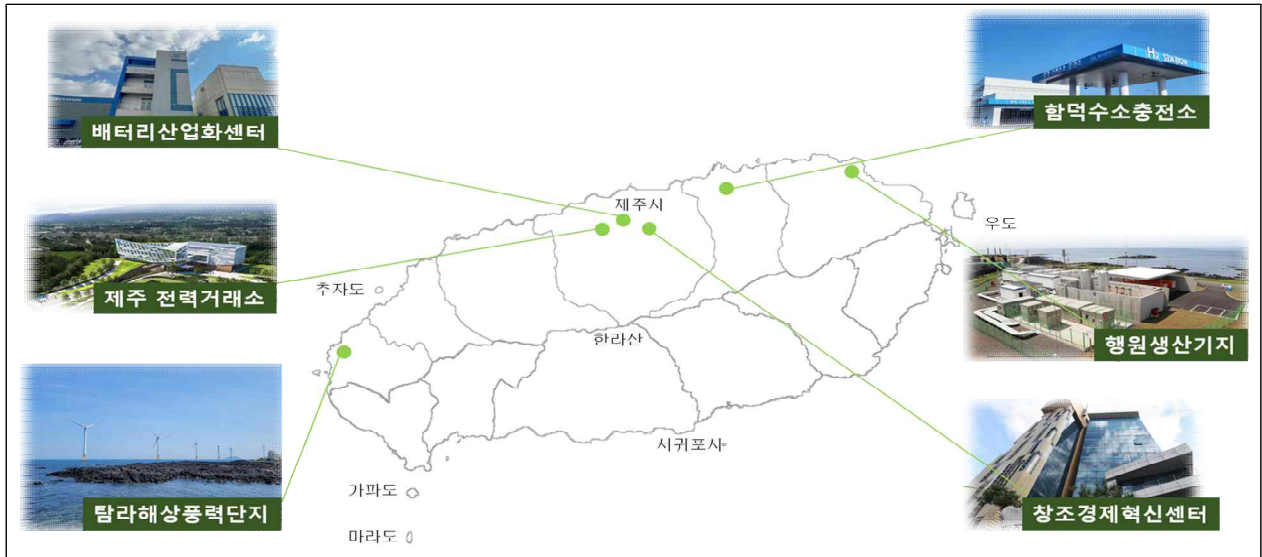 배터리산업화센터
H₂ STATION
함덕수소충전소
제주시
우도
제주 전력거래소
추자도
한라산
행원생산기지
서귀포시
탐라해상풍력단지
가파도
마라도
창조경제혁신센터